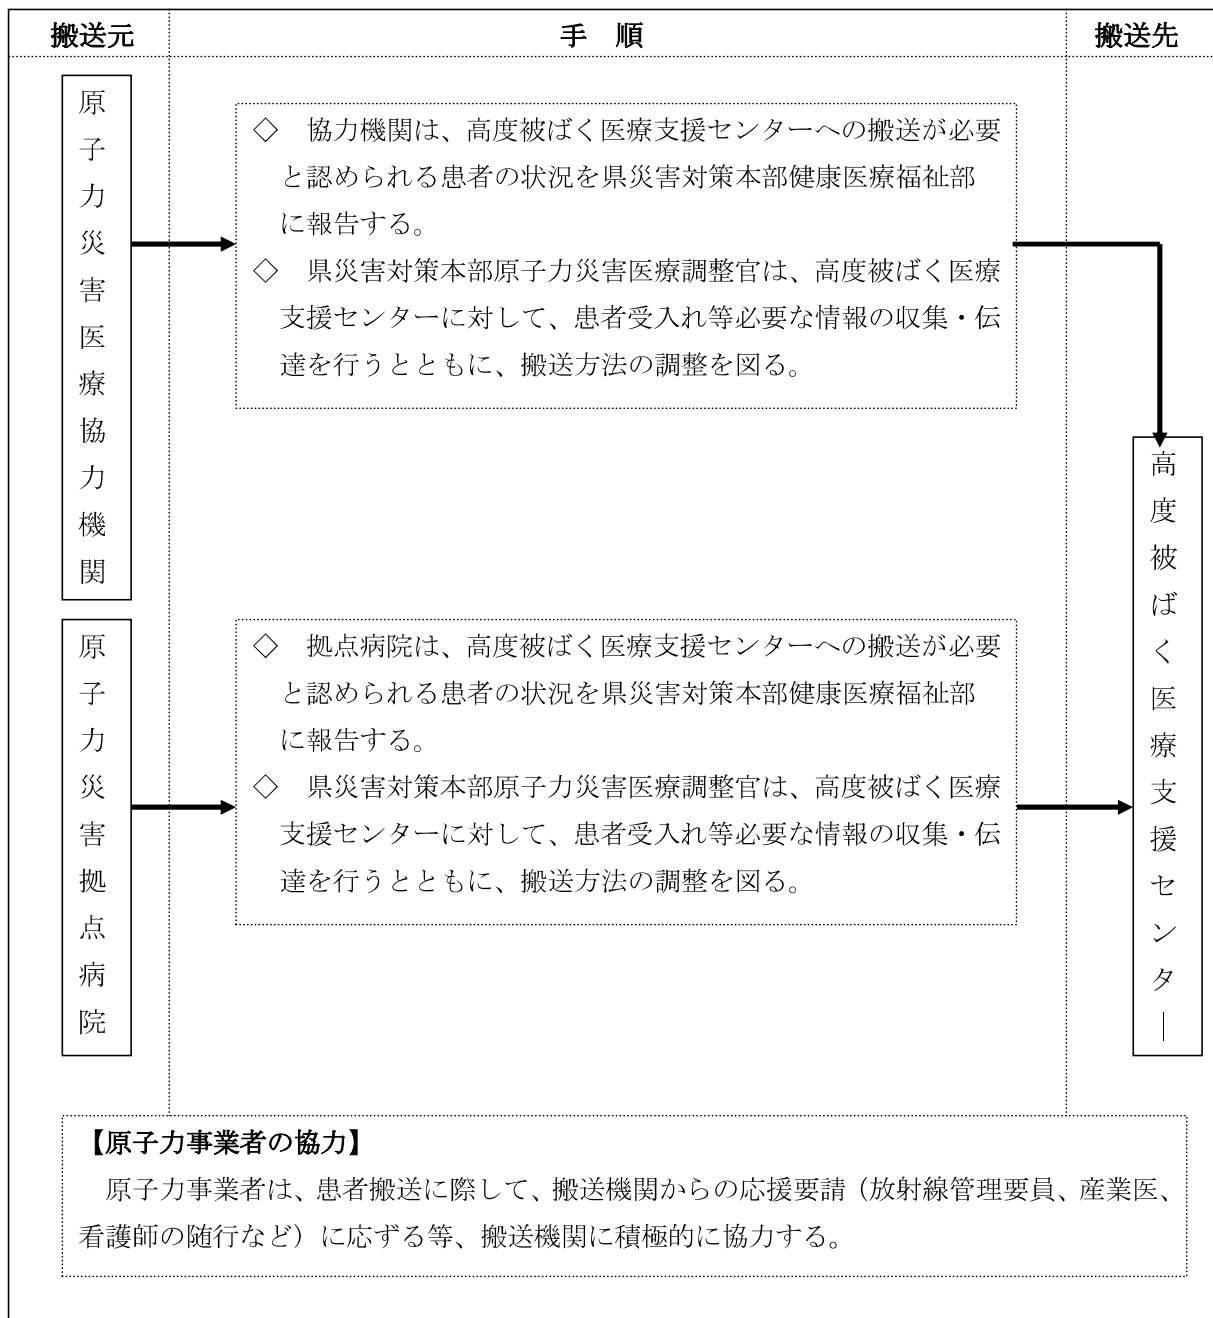 搬送元
手　順
搬送先
原子力災害医療協力機関
◇　協力機関は、高度被ばく医療支援センターへの搬送が必要
と認められる患者の状況を県災害対策本部健康医療福祉部
に報告する。
◇　県災害対策本部原子力災害医療調整官は、高度被ばく医療
支援センターに対して、患者受入れ等必要な情報の収集・伝
達を行うとともに、搬送方法の調整を図る。
高度被ばく医療支援センター
原子力災害拠点病院
◇　拠点病院は、高度被ばく医療支援センターへの搬送が必要
と認められる患者の状況を県災害対策本部健康医療福祉部
に報告する。
◇　県災害対策本部原子力災害医療調整官は、高度被ばく医療
支援センターに対して、患者受入れ等必要な情報の収集・伝
達を行うとともに、搬送方法の調整を図る。
【原子力事業者の協力】
原子力事業者は、患者搬送に際して、搬送機関からの応援要請（放射線管理要員、産業医、
看護師の随行など）に応ずる等、搬送機関に積極的に協力する。